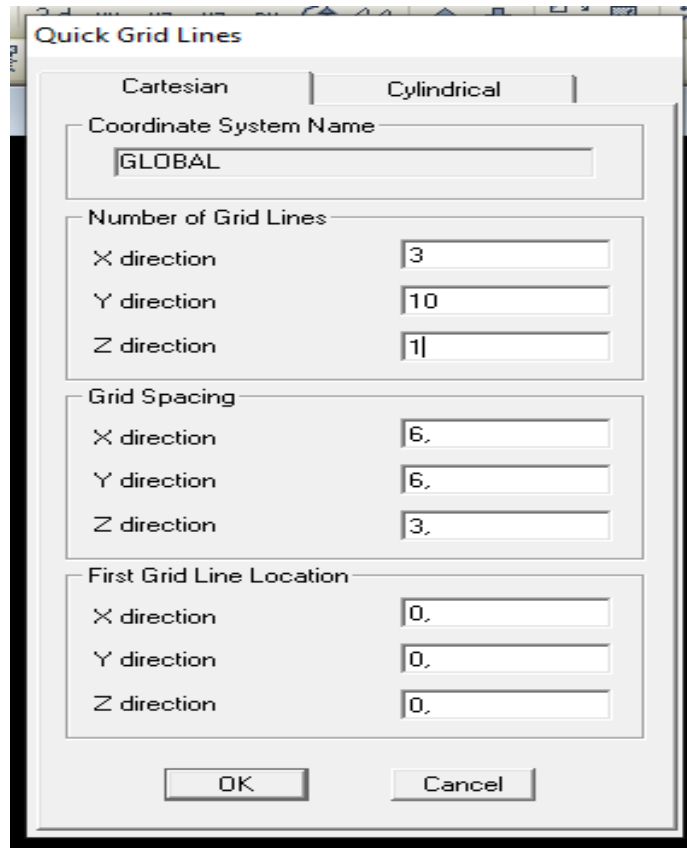 Quick Grid Lines
Cartesian
Cylindrical
Coordinate System Name
GLOBAL
Number of Grid Lines
X direction 3
Y direction 10
Z direction 1
Grid Spacing
X direction 6,
Y direction 6,
Z direction 3,
First Grid Line Location
X direction 0,
Y direction 0,
Z direction 0,
OK
Cancel